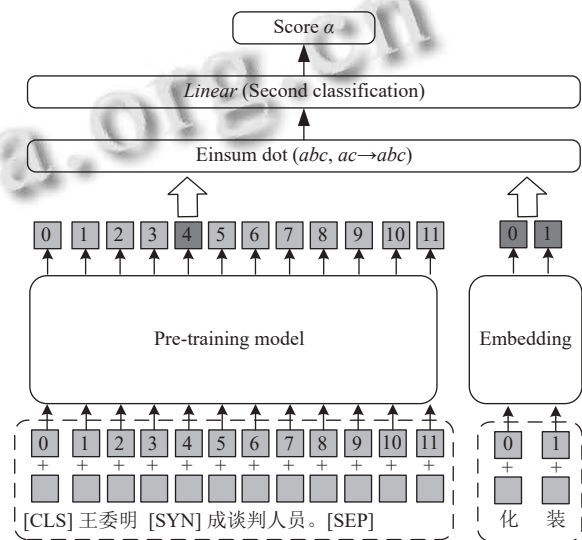 Score α
Linear (Second classification)
Einsum dot (abc, ac→abc)
0 1 2 3 4 5 6 7 8 9 10 11 0 1
Pre-training model Embedding
0 1 2 3 4 5 6 7 8 9 10 11 0 1
+ + + + + + + + + + + + + +
[CLS] 王委明 [SYN] 成谈判人员。[SEP] 化 装
a.org.cn